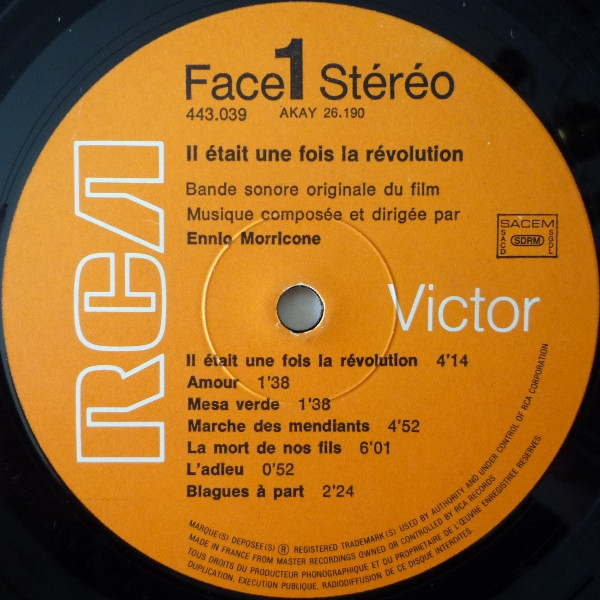 Face 1 Stéréo
443.039 AKAY 26.190
Il était une fois la révolution
Bande sonore originale du film
Musique composée et dirigée par
Ennio Morricone
SACEM
SACD SDRM SGDL
RCA
Victor
Il était une fois la révolution 4'14
Amour 1'38
Mesa verde 1'38
Marche des mendiants 4'52
La mort de nos fils 6'01
L'adieu 0'52
Blagues à part 2'24
MARQUE(S) DEPOSEE(S) ® REGISTERED TRADEMARK(S) USED BY AUTHORITY AND UNDER CONTROL OF RCA CORPORATION
MADE IN FRANCE FROM MASTER RECORDINGS OWNED OR CONTROLLED BY RCA RECORDS
TOUS DROITS DU PRODUCTEUR PHONOGRAPHIQUE ET DU PROPRIETAIRE DE L'ŒUVRE ENREGISTREE RESERVES
DUPLICATION, EXECUTION PUBLIQUE, RADIODIFFUSION DE CE DISQUE INTERDITES.